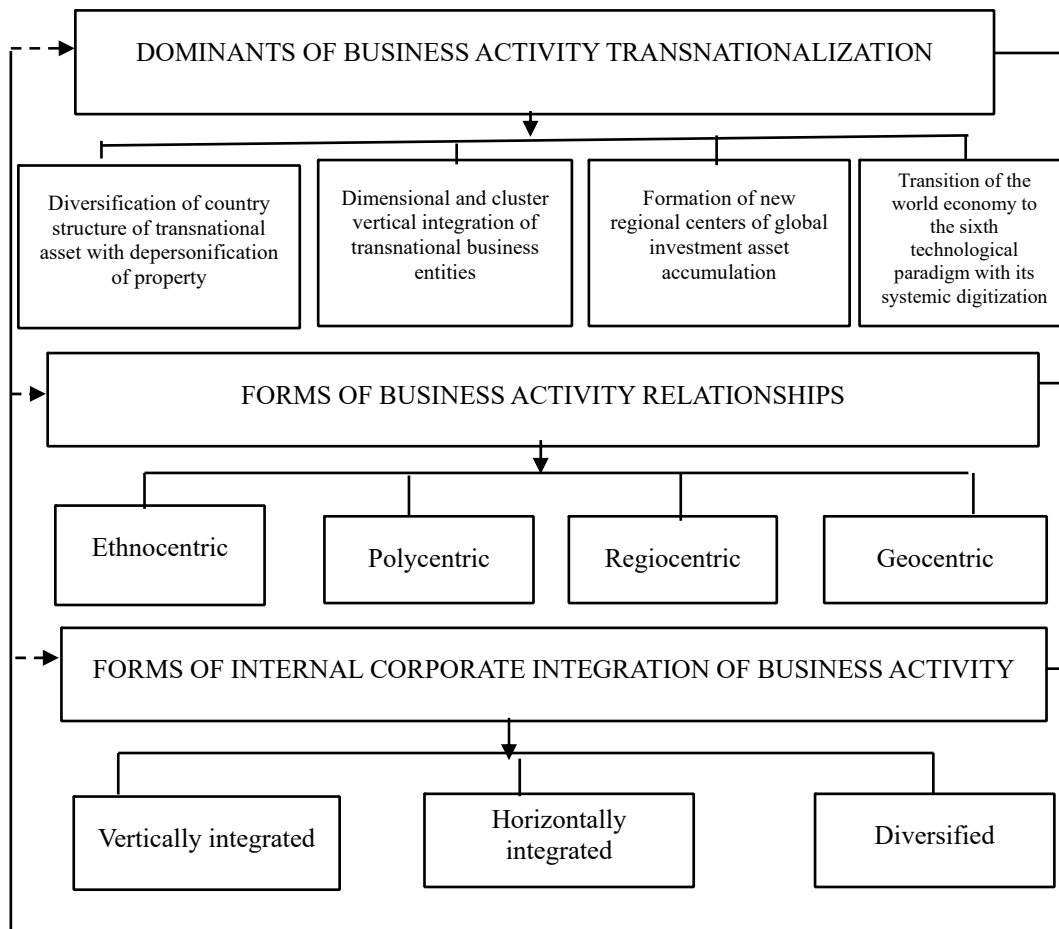 DOMINANTS OF BUSINESS ACTIVITY TRANSNATIONALIZATION
Diversification of country
structure of transnational
asset with depersonification
of property
Dimensional and cluster
vertical integration of
transnational business
entities
Formation of new
regional centers of global
investment asset
accumulation
Transition of the
world economy to
the sixth
technological
paradigm with its
systemic digitization
FORMS OF BUSINESS ACTIVITY RELATIONSHIPS
Ethnocentric
Polycentric
Regiocentric
Geocentric
FORMS OF INTERNAL CORPORATE INTEGRATION OF BUSINESS ACTIVITY
Vertically integrated
Horizontally
integrated
Diversified